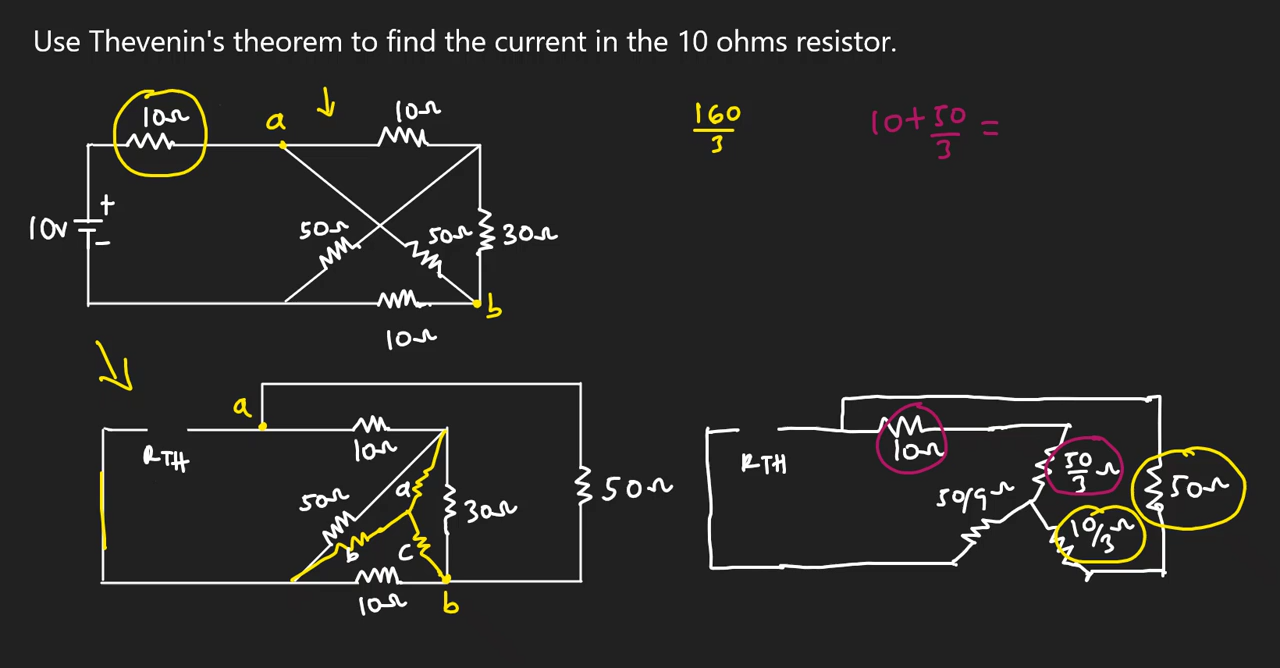 Use Thevenin's theorem to find the current in the 10 ohms resistor.
10Ω
a
10Ω
160/3
10+50/3 =
10v
+
-
50Ω
50Ω
30Ω
b
10Ω
a
RTH
10Ω
50Ω
a
30Ω
b
c
10Ω
b
50Ω
RTH
10Ω
50/3Ω
50/9Ω
10/3Ω
50Ω